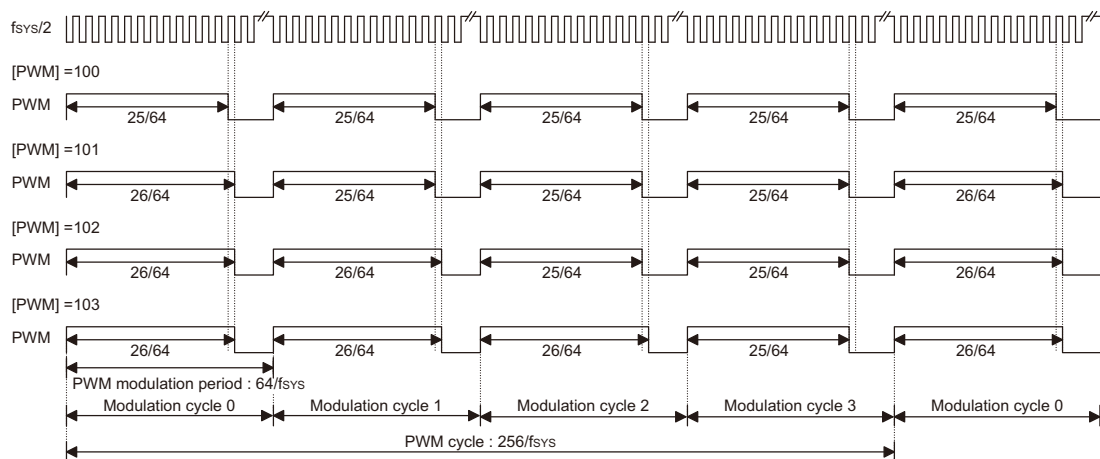 fSYS/2
[PWM] =100
PWM
25/64 25/64 25/64 25/64 25/64
[PWM] =101
PWM
26/64 25/64 25/64 25/64 26/64
[PWM] =102
PWM
26/64 26/64 25/64 25/64 26/64
[PWM] =103
PWM
26/64 26/64 26/64 25/64 26/64
PWM modulation period : 64/fSYS
Modulation cycle 0 Modulation cycle 1 Modulation cycle 2 Modulation cycle 3 Modulation cycle 0
PWM cycle : 256/fSYS